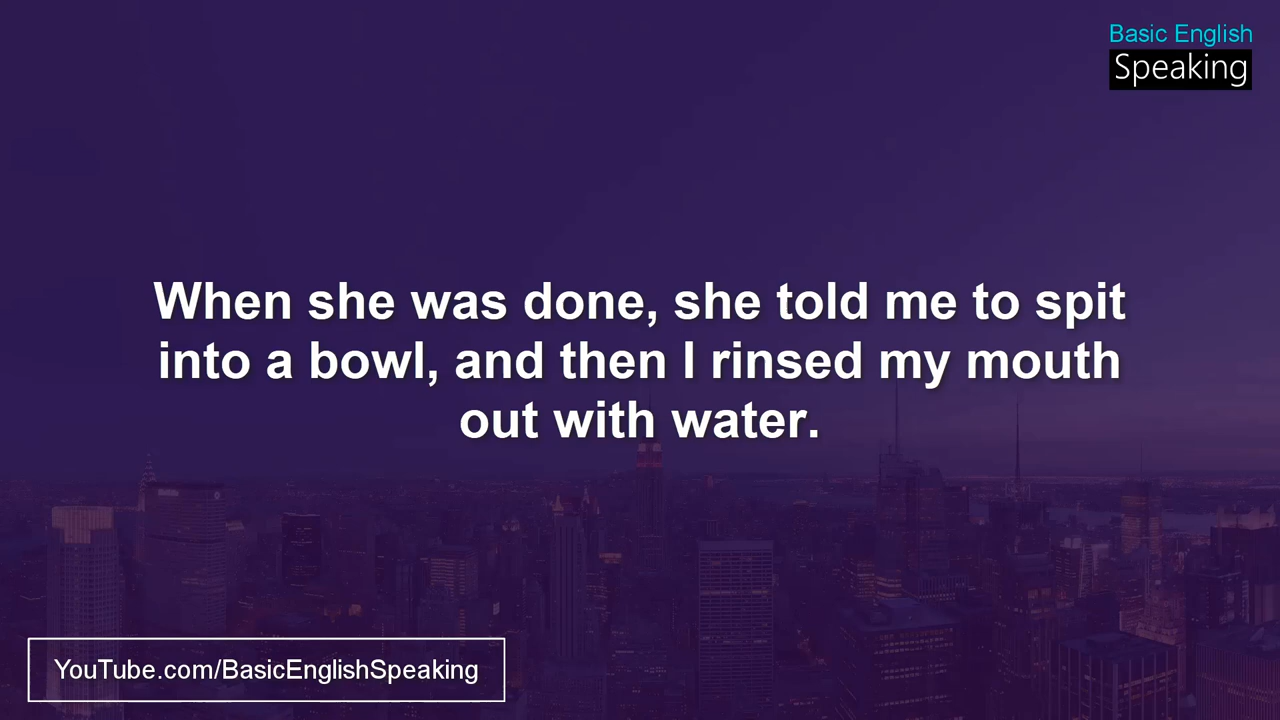 Basic English
Speaking
When she was done, she told me to spit
into a bowl, and then I rinsed my mouth
out with water.
YouTube.com/BasicEnglishSpeaking